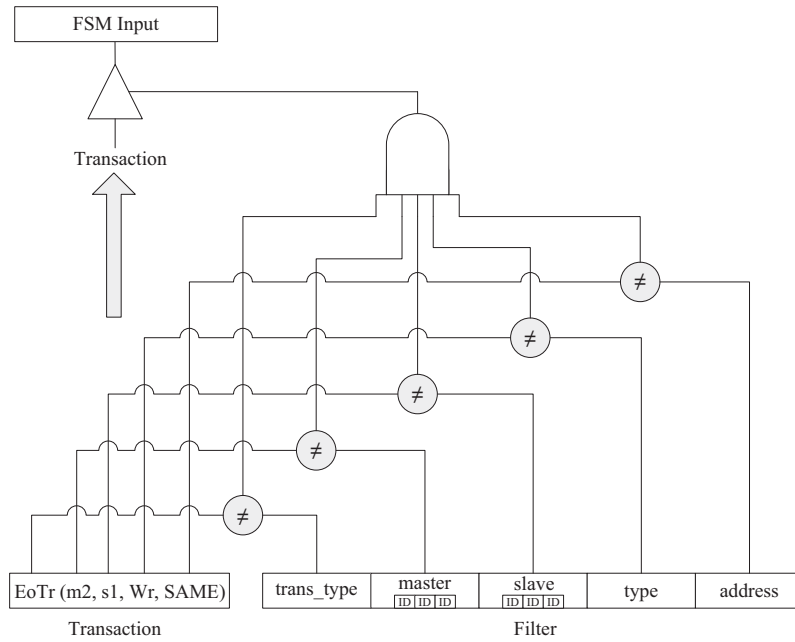 FSM Input
Transaction
≠
≠
≠
≠
≠
EoTr (m2, s1, Wr, SAME)
trans_type
master
ID ID ID
slave
ID ID ID
type
address
Transaction
Filter